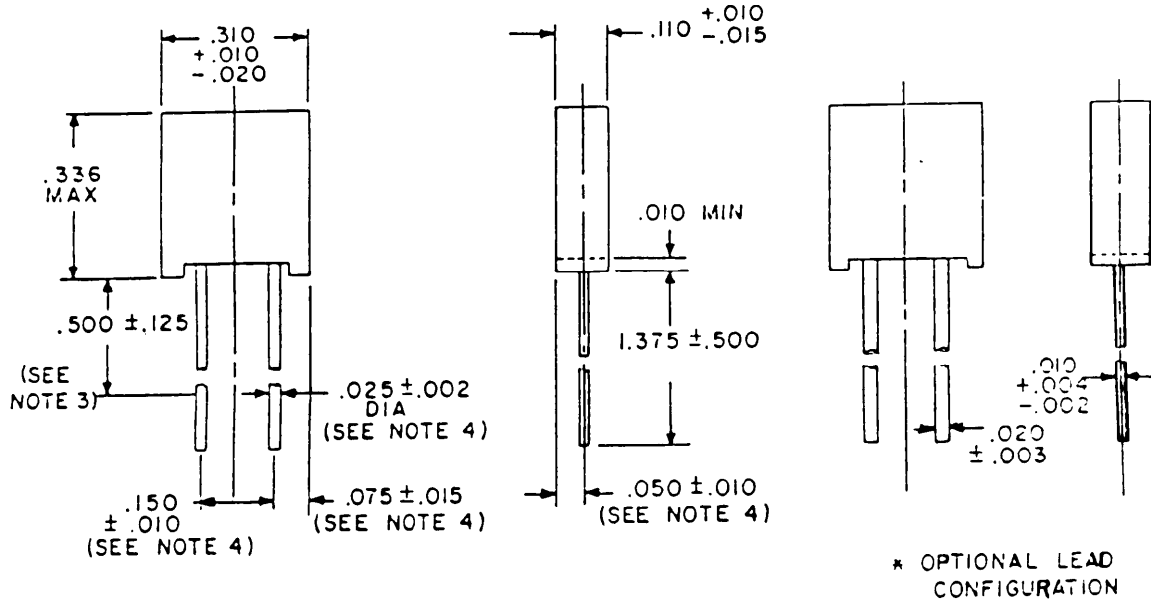 .310
+.010
-.020
.110 +.010
-.015
.336
MAX
.010 MIN
.500 ±.125
1.375 ±.500
(SEE
NOTE 3)
.025 ±.002
DIA
(SEE NOTE 4)
.010
+.004
-.002
.020
±.003
.150
±.010
(SEE NOTE 4)
.075 ±.015
(SEE NOTE 4)
.050 ±.010
(SEE NOTE 4)
* OPTIONAL LEAD
CONFIGURATION